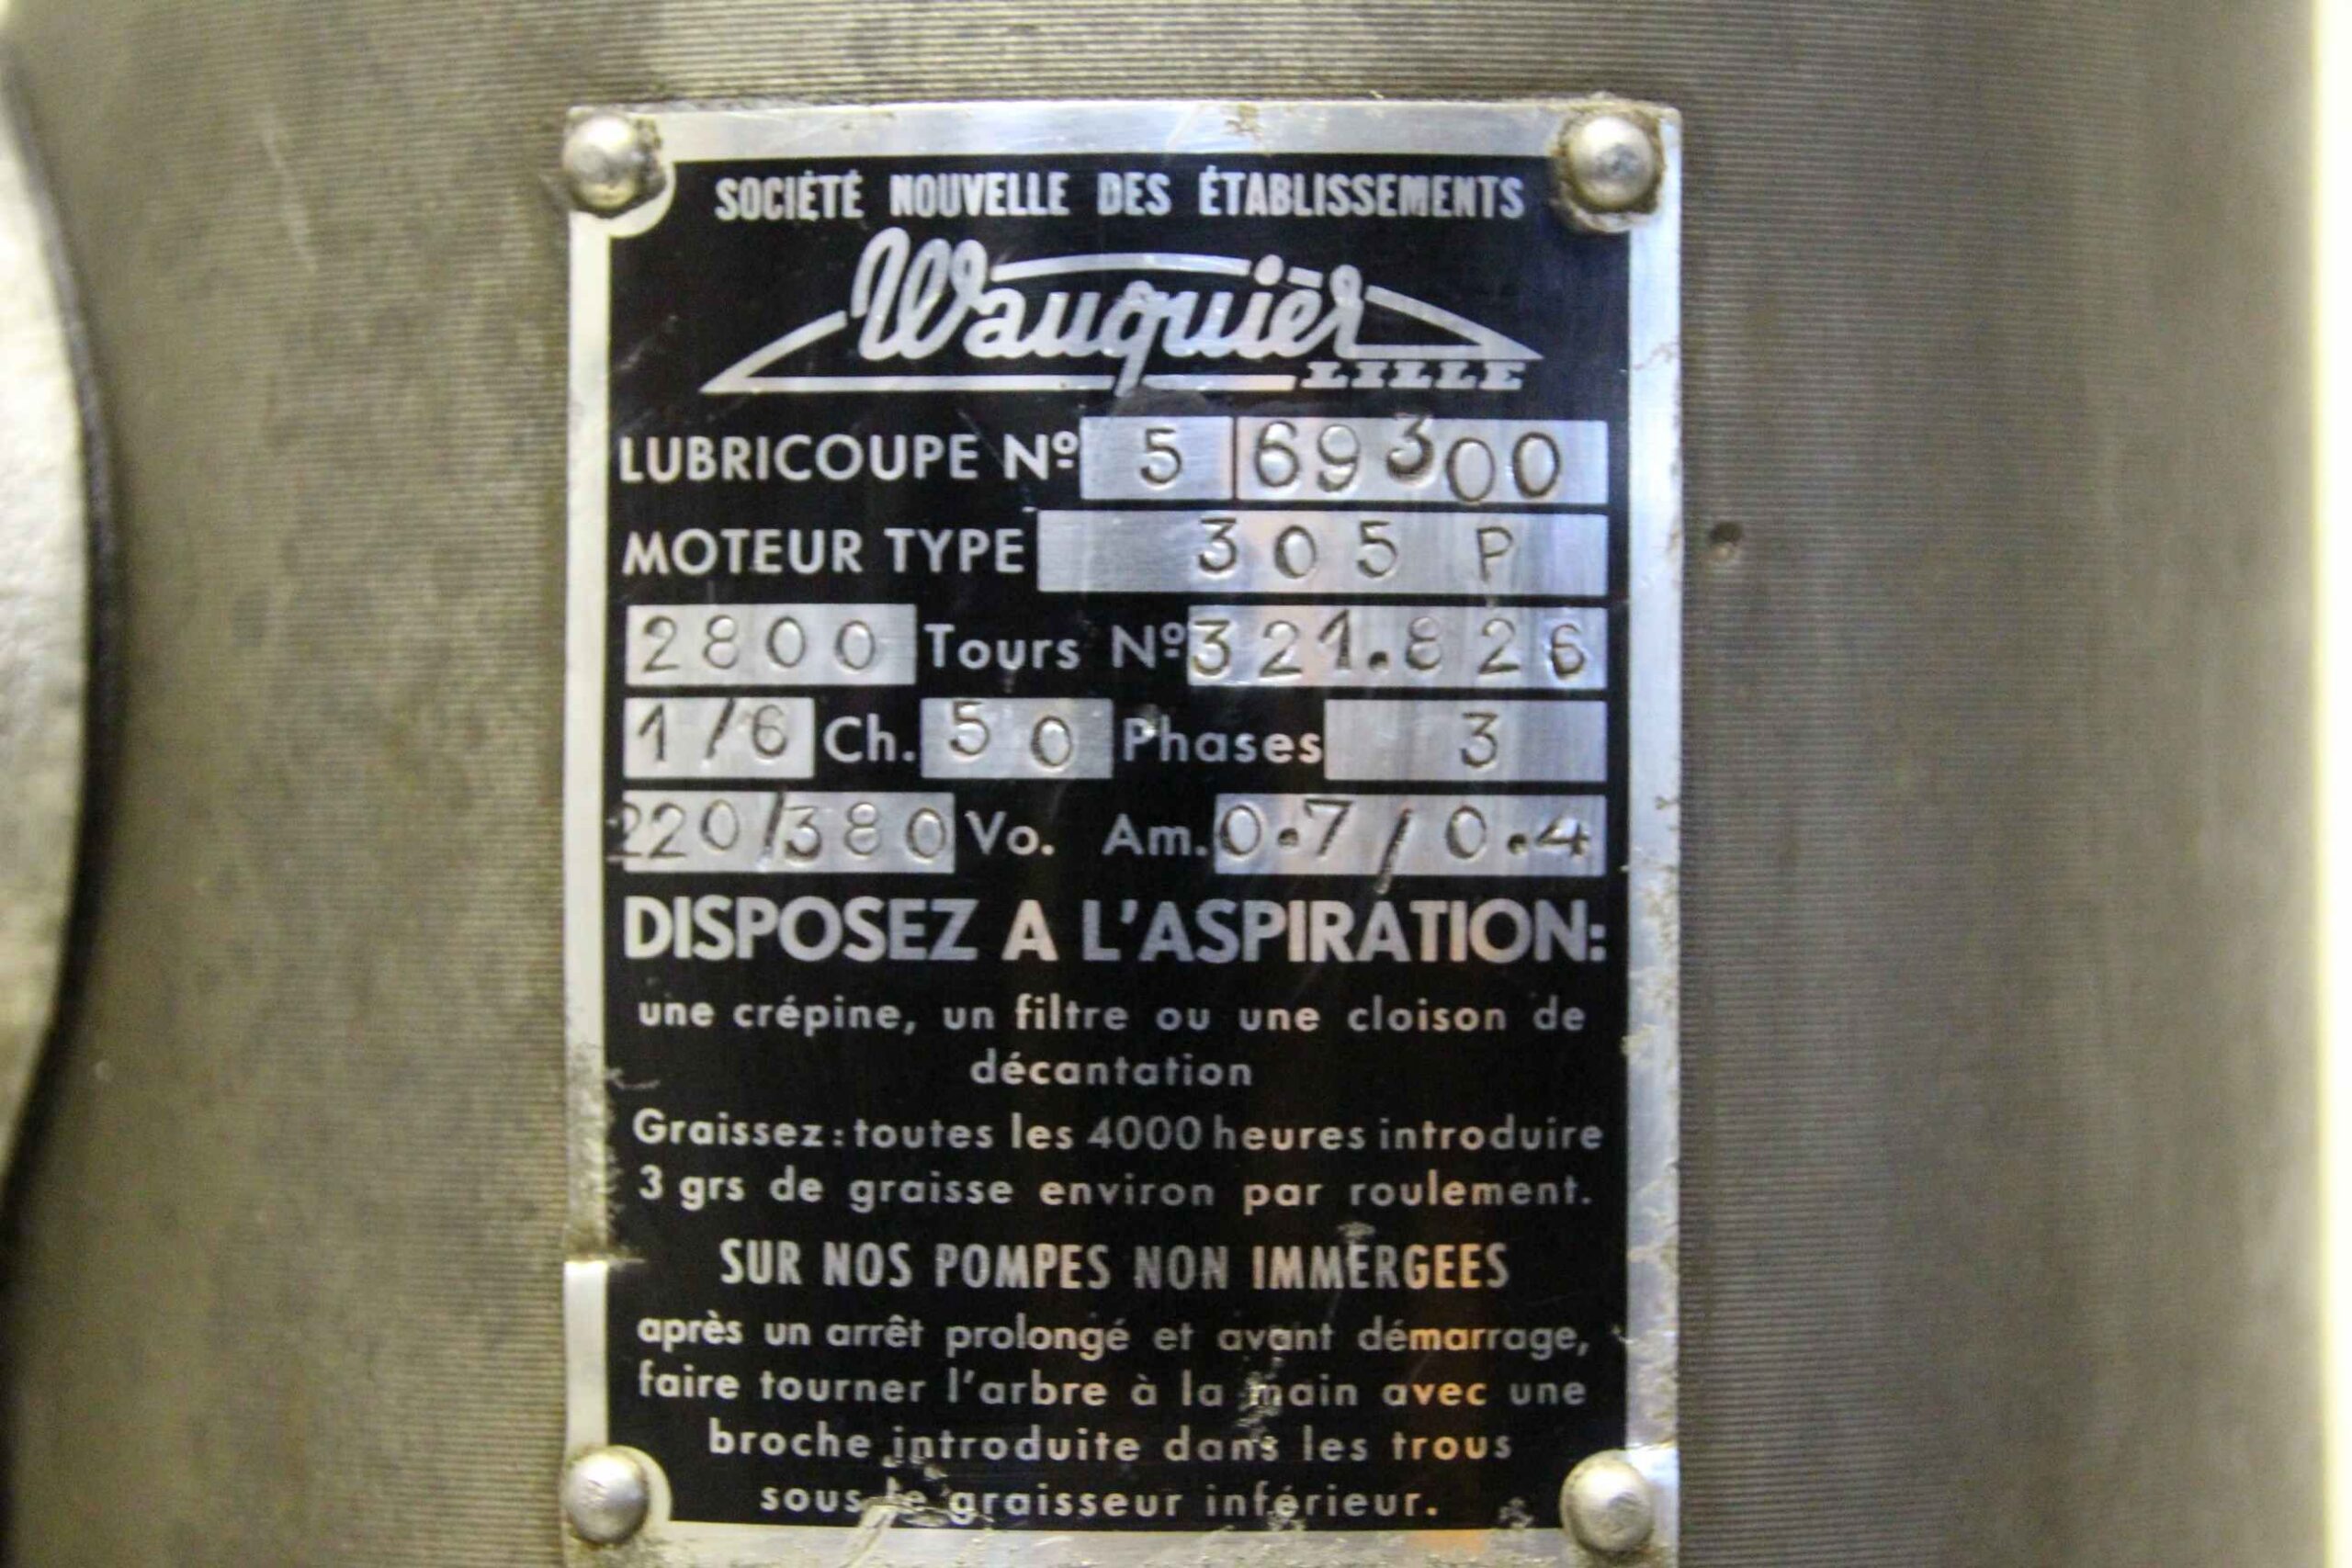 SOCIÉTÉ NOUVELLE DES ÉTABLISSEMENTS
Wauquier
LILLE
LUBRICOUPE Nº 5 69300
MOTEUR TYPE 305 P
2800 Tours Nº 321.826
1/6 Ch. 50 Phases 3
220/380 Vo. Am. 0.7/0.4
DISPOSEZ A L'ASPIRATION:
une crépine, un filtre ou une cloison de
décantation
Graissez: toutes les 4000 heures introduire
3 grs de graisse environ par roulement.
SUR NOS POMPES NON IMMERGEES
après un arrêt prolongé et avant démarrage,
faire tourner l'arbre à la main avec une
broche introduite dans les trous
sous le graisseur inférieur.